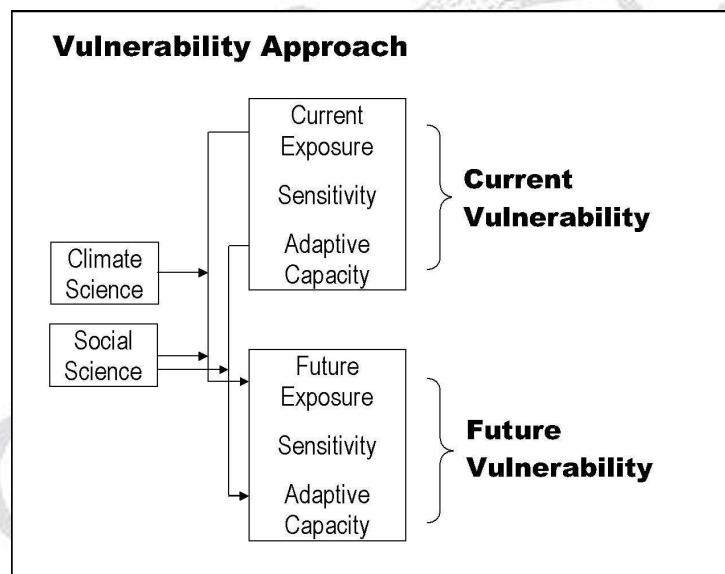 Vulnerability Approach
Current
Exposure
Sensitivity
Adaptive
Capacity
Current
Vulnerability
Climate
Science
Social
Science
Future
Exposure
Sensitivity
Adaptive
Capacity
Future
Vulnerability